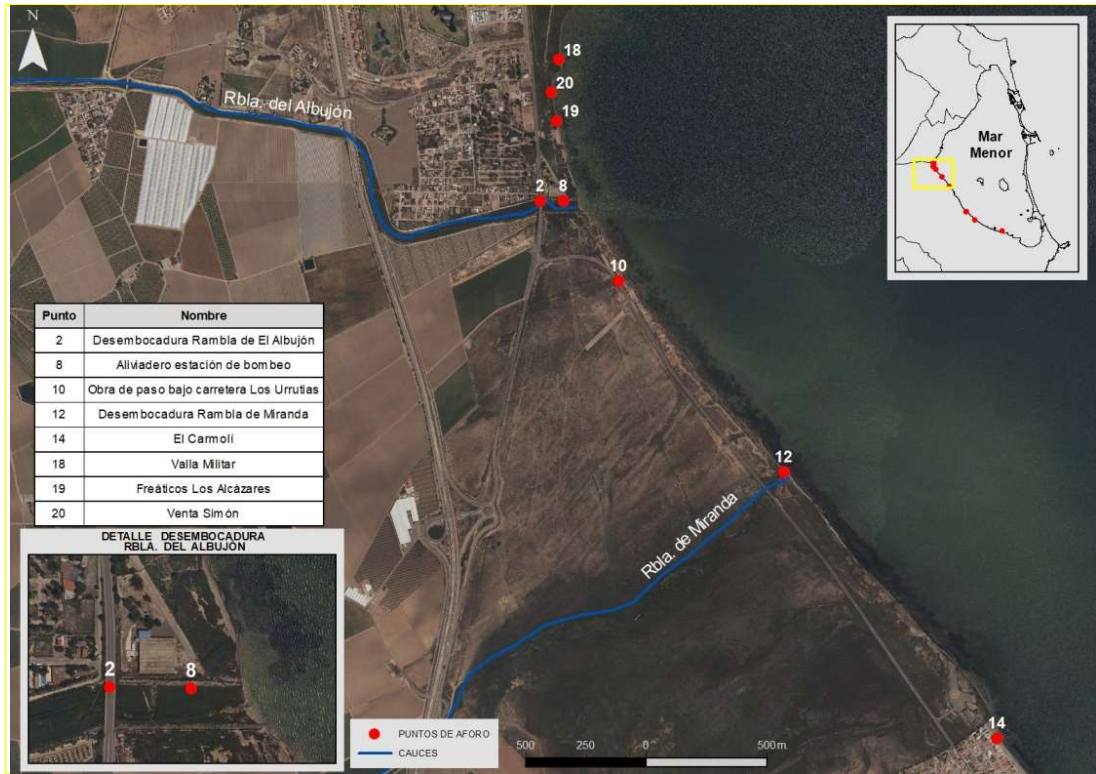 N
18
20
Rbla. del Albujón
19
Mar
Menor
2
8
10
Punto Nombre
2 Desembocadura Rambla de El Albujón
8 Aliviadero estación de bombeo
10 Obra de paso bajo carretera Los Urrutias
12 Desembocadura Rambla de Miranda
14 El Carmolí
18 Valla Militar
19 Freáticos Los Alcázares
20 Venta Simón
12
Rbla. de Miranda
DETALLE DESEMBOCADURA
RBLA. DEL ALBUJÓN
2
8
14
PUNTOS DE AFORO
CAUCES
500 250 0 500 m.